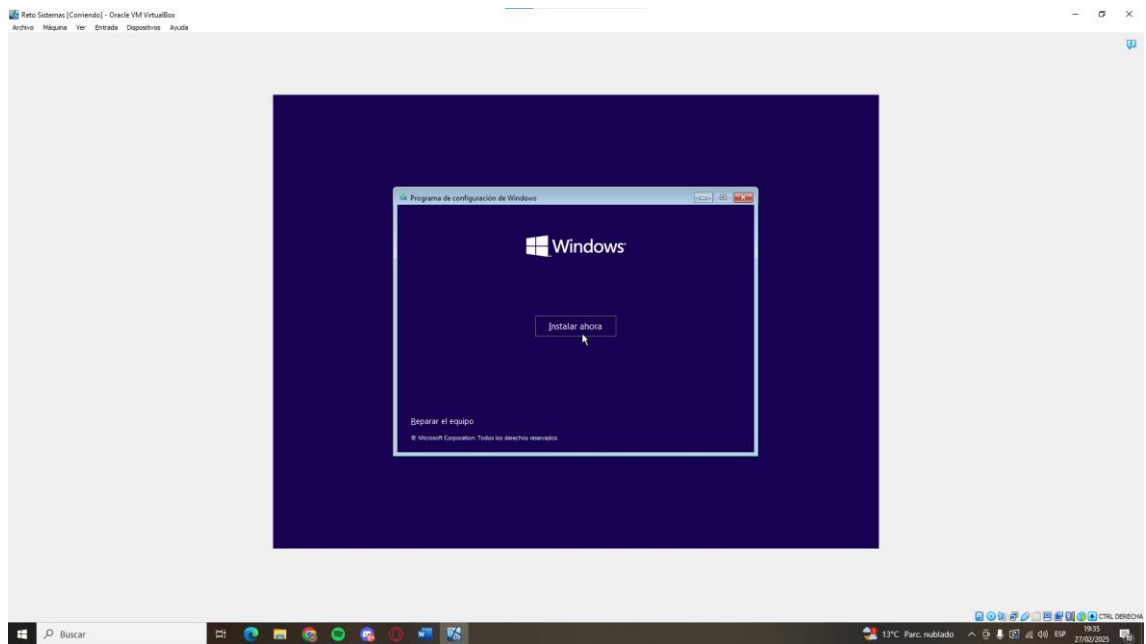 Reto Sistemas [Corriendo] - Oracle VM VirtualBox
Archivo Máquina Ver Entrada Dispositivos Ayuda
Programa de configuración de Windows
Windows
Instalar ahora
Reparar el equipo
© Microsoft Corporation. Todos los derechos reservados.
CTRL DERECHA
Buscar
13°C Parc. nublado
ESP
19:35
27/02/2025